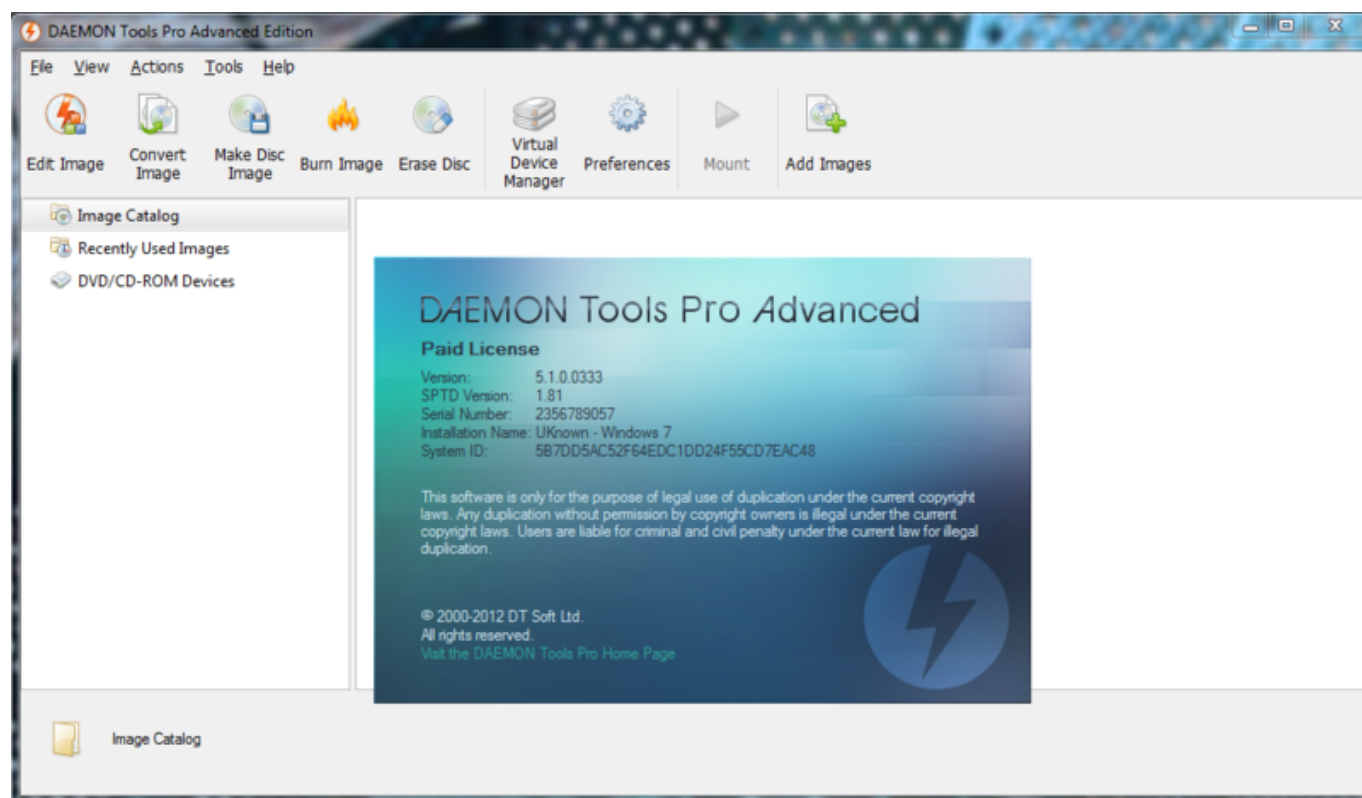 DAEMON Tools Pro Advanced Edition
File View Actions Tools Help
Edit Image
Convert Image
Make Disc Image
Burn Image
Erase Disc
Virtual Device Manager
Preferences
Mount
Add Images
Image Catalog
Recently Used Images
DVD/CD-ROM Devices
DAEMON Tools Pro Advanced
Paid License
Version: 5.1.0.0333
SPTD Version: 1.81
Serial Number: 2356789057
Installation Name: UKnown - Windows 7
System ID: 5B7DD5AC52F64EDC1DD24F55CD7EAC48
This software is only for the purpose of legal use of duplication under the current copyright
laws. Any duplication without permission by copyright owners is illegal under the current
copyright laws. Users are liable for criminal and civil penalty under the current law for illegal
duplication.
© 2000-2012 DT Soft Ltd.
All rights reserved.
Visit the DAEMON Tools Pro Home Page
Image Catalog